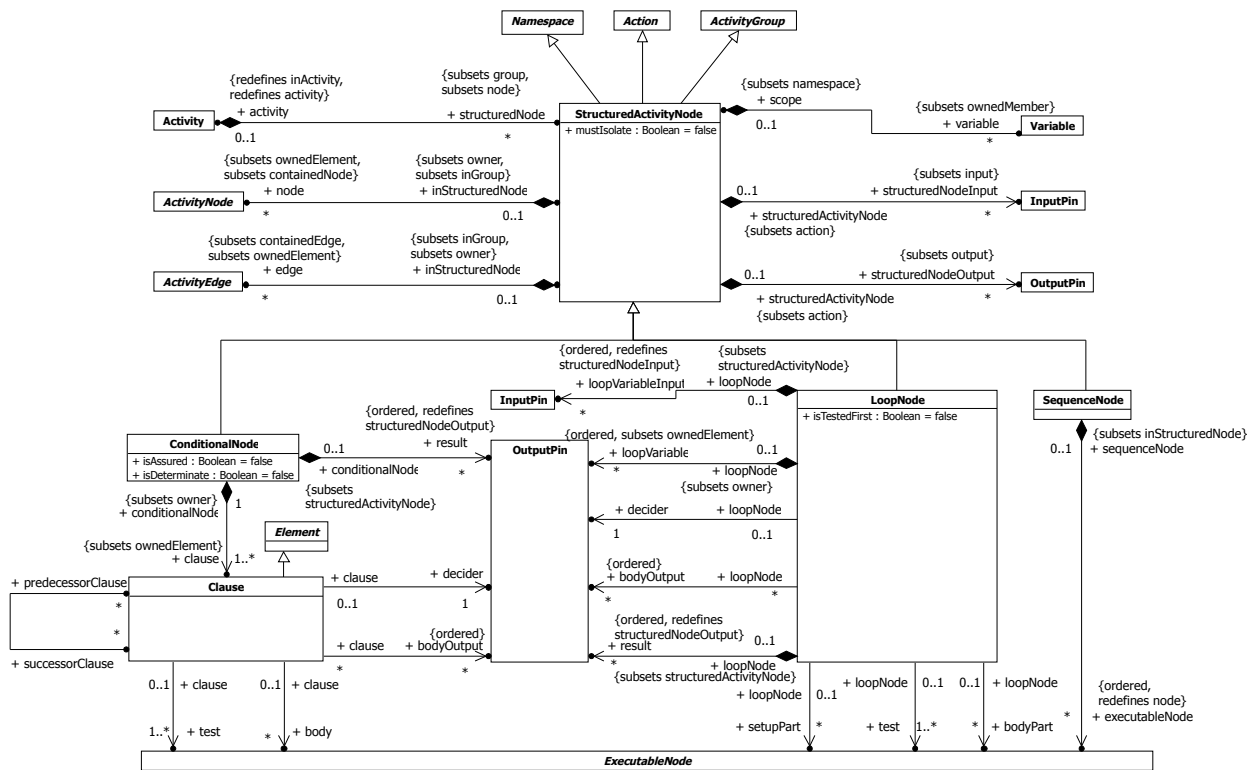 Namespace
Action
ActivityGroup
{redefines inActivity,
redefines activity}
+ activity
0..1
{subsets group,
subsets node}
+ structuredNode
*
Activity
StructuredActivityNode
+ mustIsolate : Boolean = false
{subsets namespace}
+ scope
0..1
{subsets ownedMember}
+ variable
*
Variable
{subsets ownedElement,
subsets containedNode}
+ node
*
{subsets owner,
subsets inGroup}
+ inStructuredNode
0..1
ActivityNode
0..1
+ structuredActivityNode
{subsets action}
{subsets input}
+ structuredNodeInput
*
InputPin
{subsets containedEdge,
subsets ownedElement}
+ edge
*
{subsets inGroup,
subsets owner}
+ inStructuredNode
0..1
ActivityEdge
0..1
+ structuredActivityNode
{subsets action}
{subsets output}
+ structuredNodeOutput
*
OutputPin
{ordered, redefines
structuredNodeInput}
+ loopVariableInput
*
{subsets
structuredActivityNode}
+ loopNode
0..1
InputPin
LoopNode
+ isTestedFirst : Boolean = false
SequenceNode
{subsets inStructuredNode}
+ sequenceNode
0..1
ConditionalNode
+ isAssured : Boolean = false
+ isDeterminate : Boolean = false
{ordered, redefines
structuredNodeOutput}
+ result
*
0..1
+ conditionalNode
{subsets
structuredActivityNode}
OutputPin
{ordered, subsets ownedElement}
+ loopVariable
*
0..1
+ loopNode
{subsets owner}
{subsets owner}
+ conditionalNode
1
{subsets ownedElement}
+ clause
1..*
Element
+ decider
1
+ loopNode
0..1
Clause
+ predecessorClause
*
*
+ successorClause
+ clause
0..1
+ decider
1
{ordered}
+ bodyOutput
*
+ loopNode
*
+ clause
*
{ordered}
+ bodyOutput
*
{ordered, redefines
structuredNodeOutput}
+ result
*
0..1
+ loopNode
{subsets structuredActivityNode}
0..1
+ clause
1..*
+ test
0..1
+ clause
*
+ body
+ loopNode
0..1
+ setupPart
*
+ loopNode
0..1
+ test
1..*
0..1
+ loopNode
*
+ bodyPart
{ordered,
redefines node}
+ executableNode
*
ExecutableNode